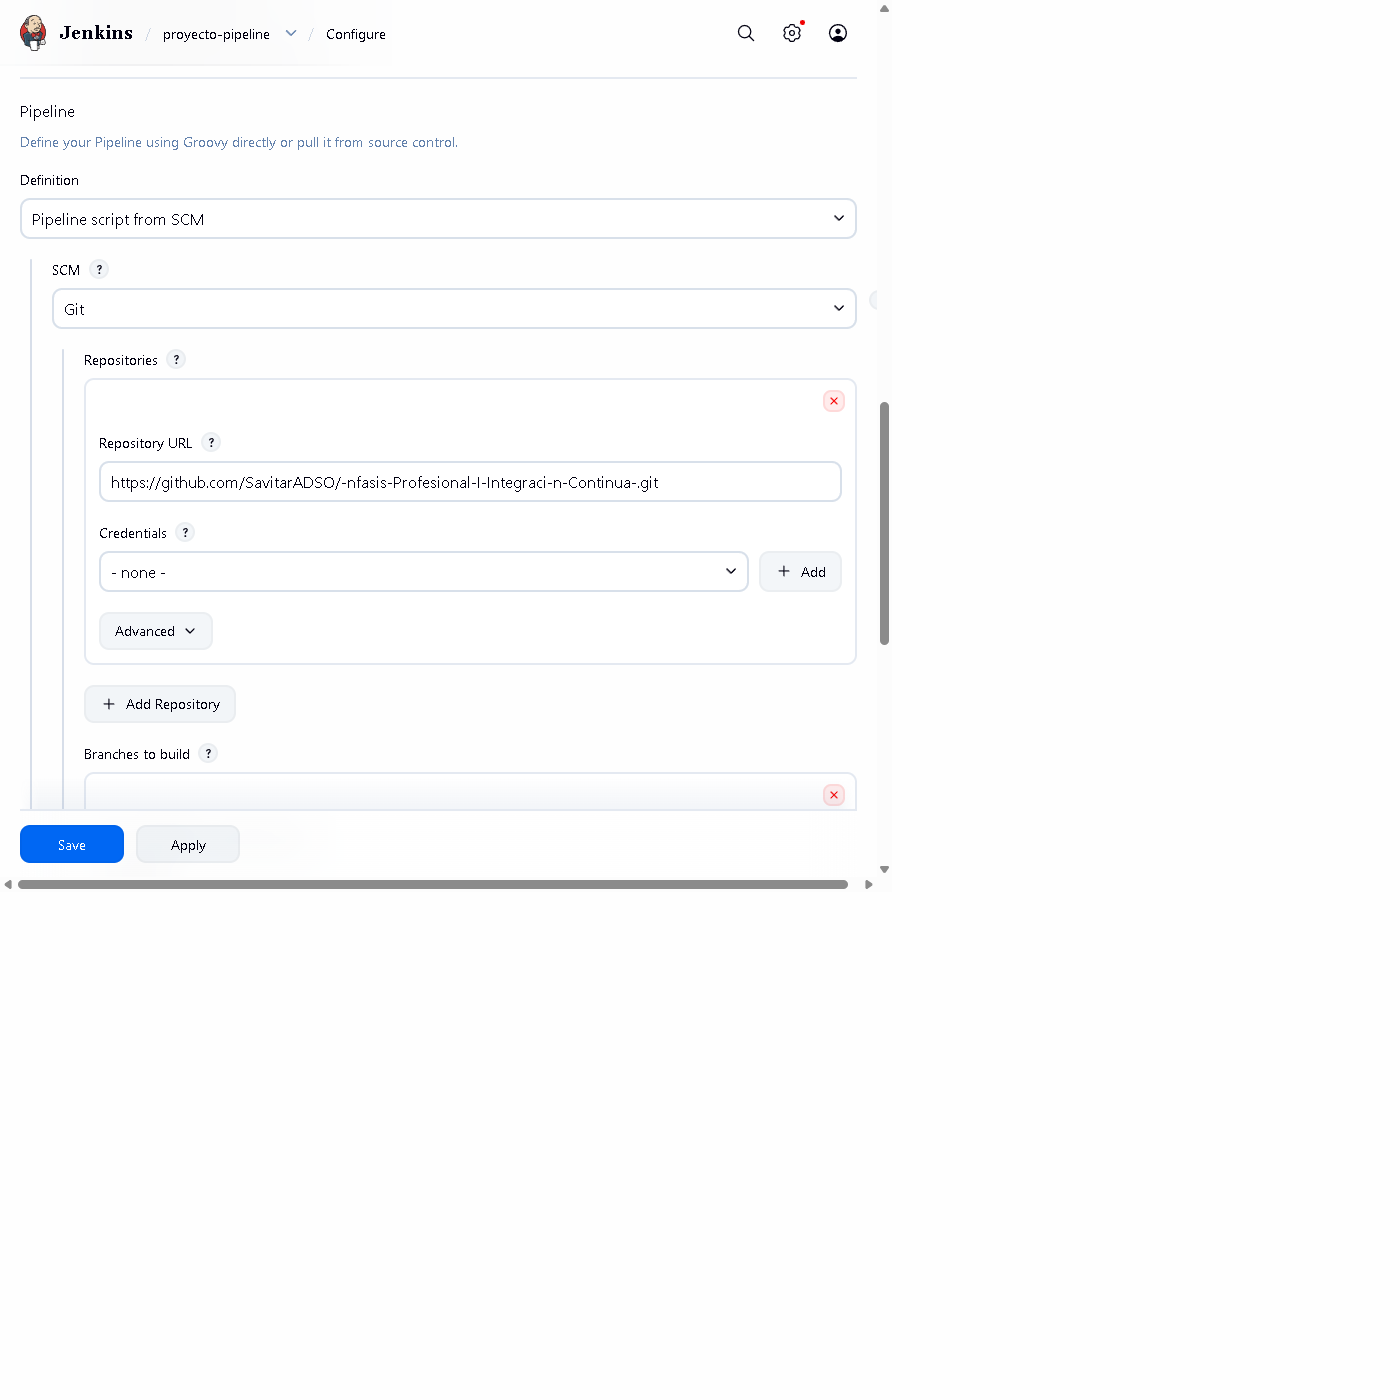 Jenkins / proyecto-pipeline / Configure
Pipeline
Define your Pipeline using Groovy directly or pull it from source control.
Definition
Pipeline script from SCM
SCM ?
Git
Repositories ?
Repository URL ?
https://github.com/SavitarADSO/-nfasis-Profesional-I-Integraci-n-Continua-.git
Credentials ?
- none -
+ Add
Advanced
+ Add Repository
Branches to build ?
Save
Apply